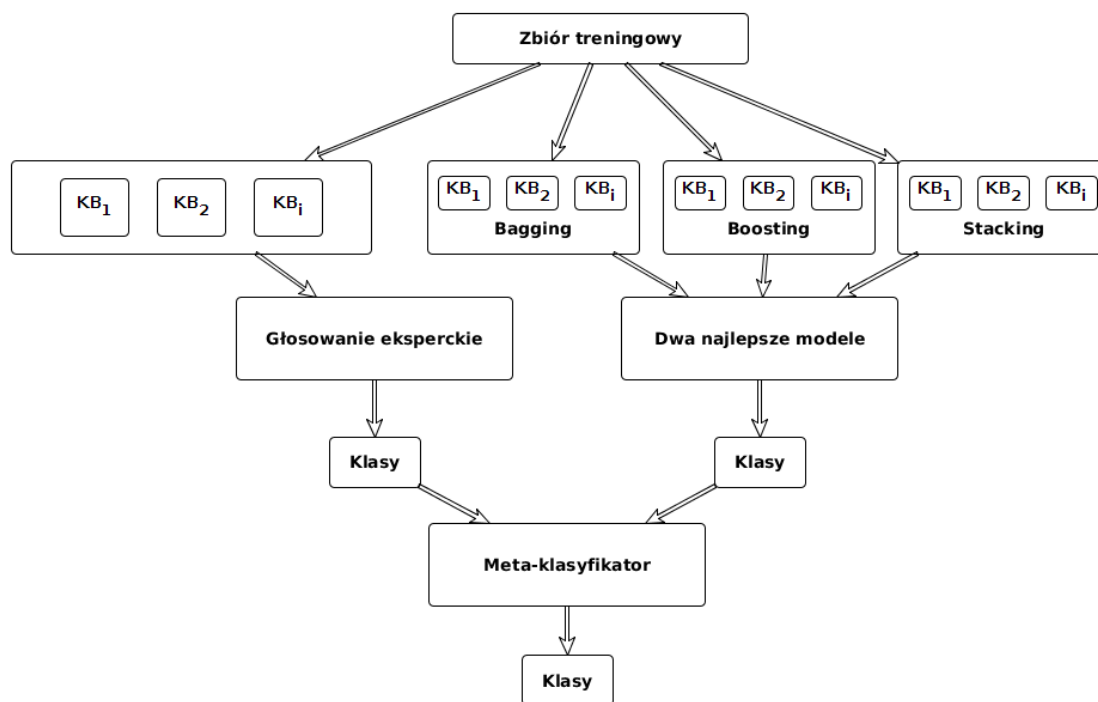 Zbiór treningowy
KB1 KB2 KBi
KB1 KB2 KBi
Bagging
KB1 KB2 KBi
Boosting
KB1 KB2 KBi
Stacking
Głosowanie eksperckie
Dwa najlepsze modele
Klasy
Klasy
Meta-klasyfikator
Klasy